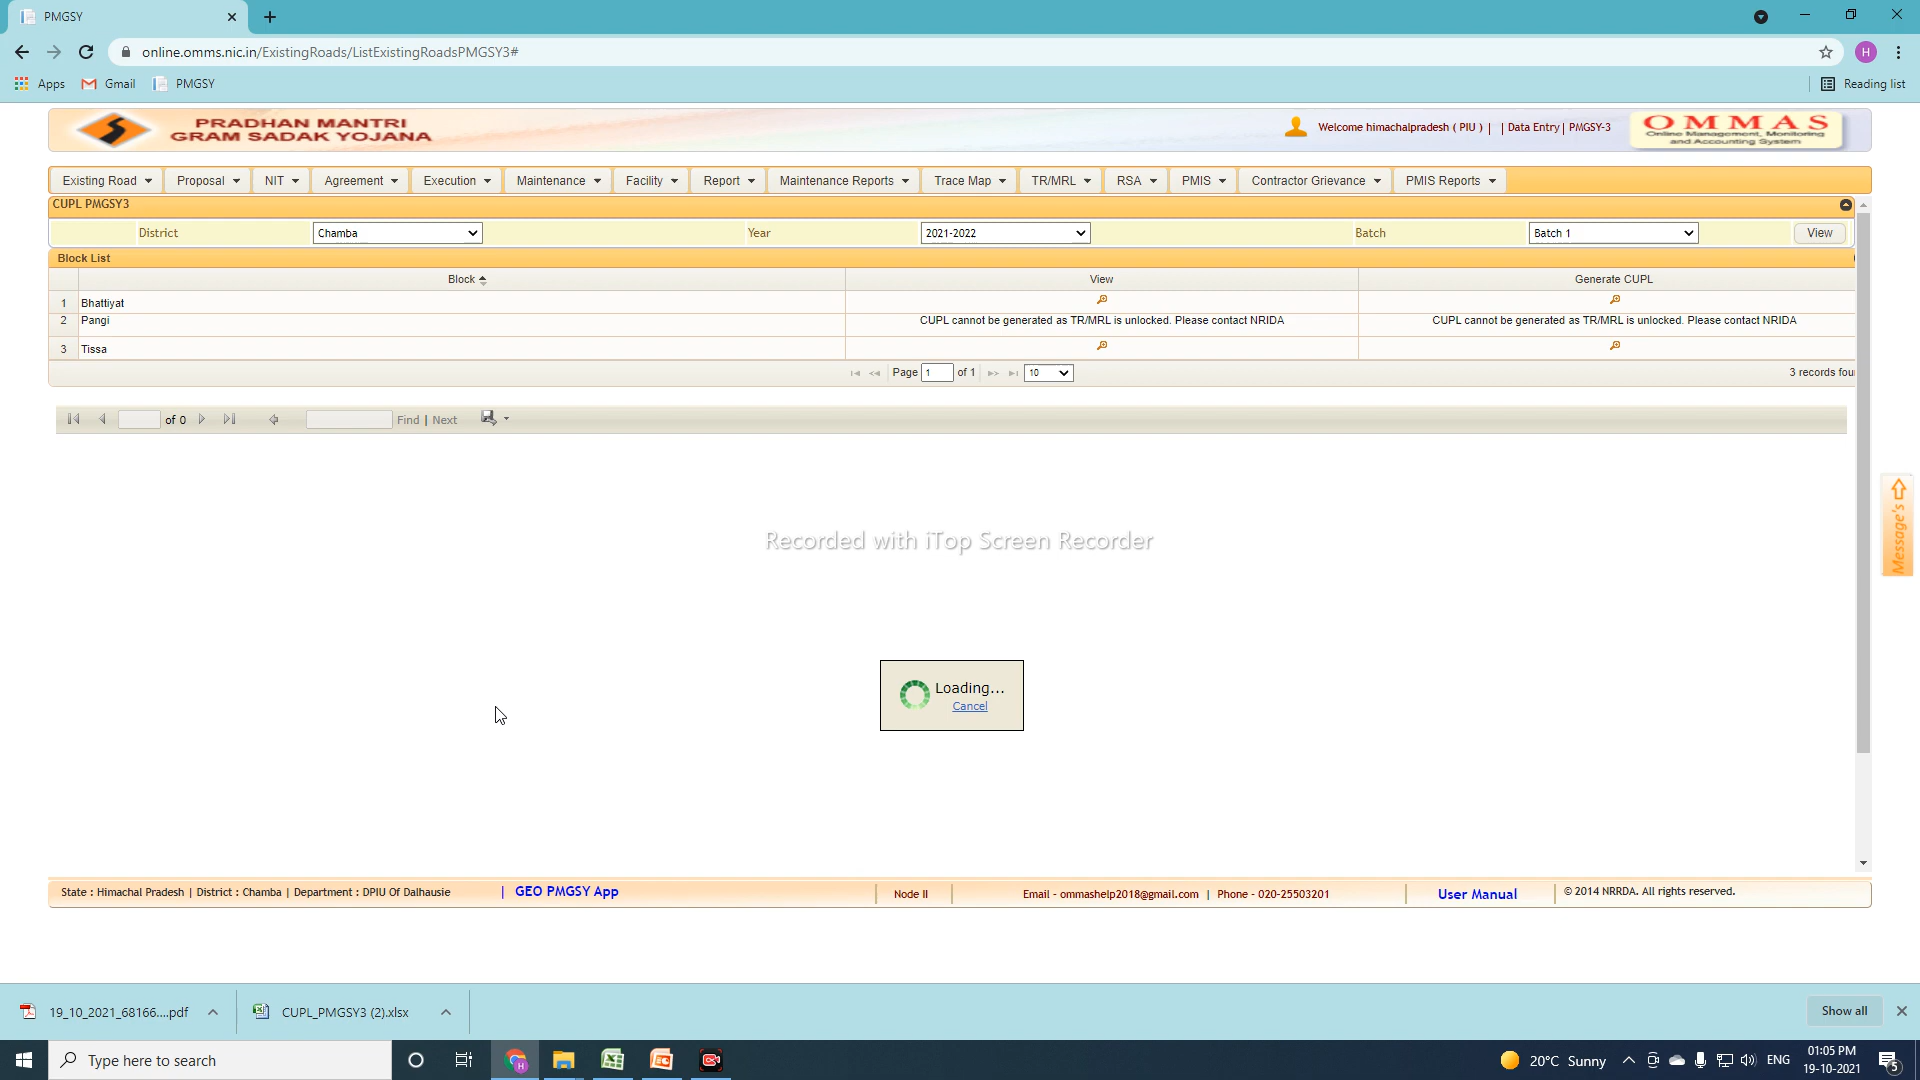 PMGSY
online.omms.nic.in/ExistingRoads/ListExistingRoadsPMGSY3#
H
Apps Gmail PMGSY Reading list
PRADHAN MANTRI
GRAM SADAK YOJANA
Welcome himachalpradesh ( PIU ) | | Data Entry | PMGSY-3
OMMAS
Online Management, Monitoring
and Accounting System
Existing Road Proposal NIT Agreement Execution Maintenance Facility Report Maintenance Reports Trace Map TR/MRL RSA PMIS Contractor Grievance PMIS Reports
CUPL PMGSY3
District Chamba Year 2021-2022 Batch Batch 1 View
Block List
Block View Generate CUPL
1 Bhattiyat
2 Pangi CUPL cannot be generated as TR/MRL is unlocked. Please contact NRIDA CUPL cannot be generated as TR/MRL is unlocked. Please contact NRIDA
3 Tissa
Page 1 of 1 10 3 records fou
of 0 Find | Next
Message's
Recorded with iTop Screen Recorder
Loading...
Cancel
State : Himachal Pradesh | District : Chamba | Department : DPIU Of Dalhausie | GEO PMGSY App Node II Email - ommashelp2018@gmail.com | Phone - 020-25503201 User Manual © 2014 NRRDA. All rights reserved.
19_10_2021_68166....pdf CUPL_PMGSY3 (2).xlsx Show all
Type here to search H 20°C Sunny ENG 01:05 PM
19-10-2021 5